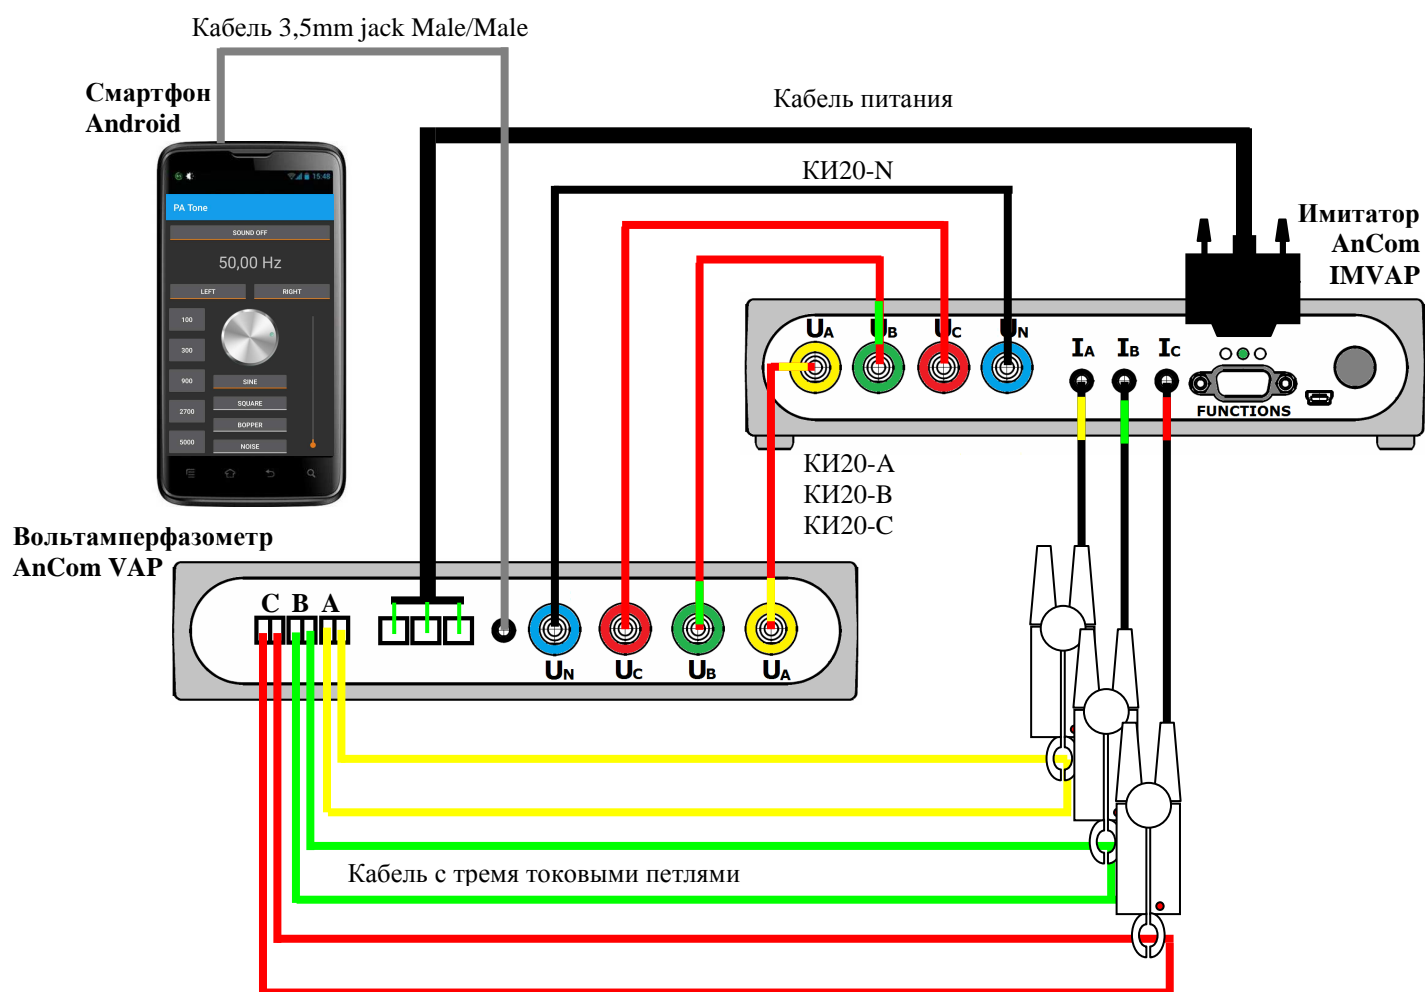 Кабель 3,5mm jack Male/Male
Смартфон
Android
Кабель питания
15:48
PA Tone
SOUND OFF
50,00 Hz
LEFT
RIGHT
100
300
900
2700
5000
SINE
SQUARE
BOPPER
NOISE
КИ20-N
Имитатор
AnCom
IMVAP
UA
UB
UC
UN
IA
IB
IC
FUNCTIONS
КИ20-A
КИ20-B
КИ20-C
Вольтамперфазометр
AnCom VAP
C B A
UN
UC
UB
UA
Кабель с тремя токовыми петлями